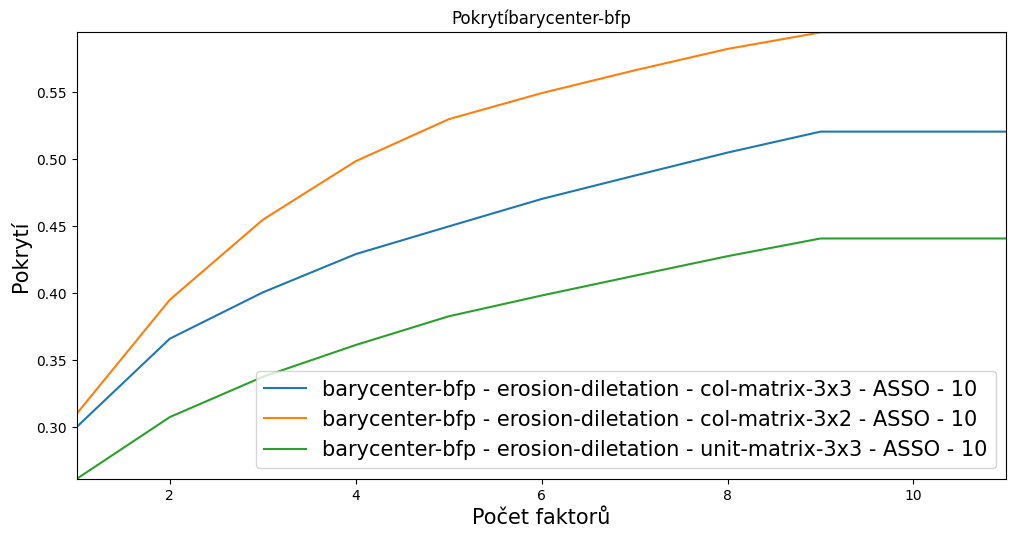 Pokrytíbarycenter-bfp
0.55
0.50
0.45
0.40
0.35
0.30
Pokrytí
barycenter-bfp - erosion-diletation - col-matrix-3x3 - ASSO - 10
barycenter-bfp - erosion-diletation - col-matrix-3x2 - ASSO - 10
barycenter-bfp - erosion-diletation - unit-matrix-3x3 - ASSO - 10
2 4 6 8 10
Počet faktorů